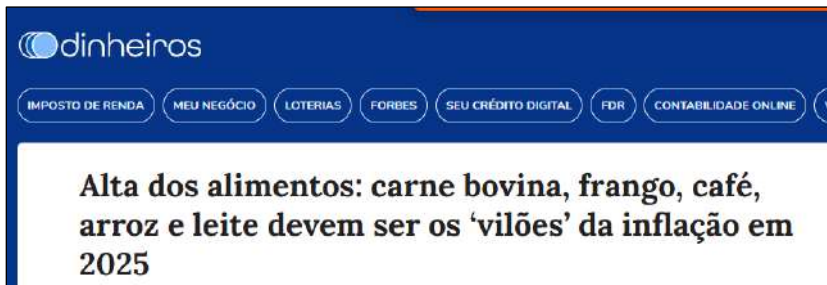 dinheiros
IMPOSTO DE RENDA MEU NEGÓCIO LOTERIAS FORBES SEU CRÉDITO DIGITAL FDR CONTABILIDADE ONLINE
Alta dos alimentos: carne bovina, frango, café,
arroz e leite devem ser os ‘vilões’ da inflação em
2025